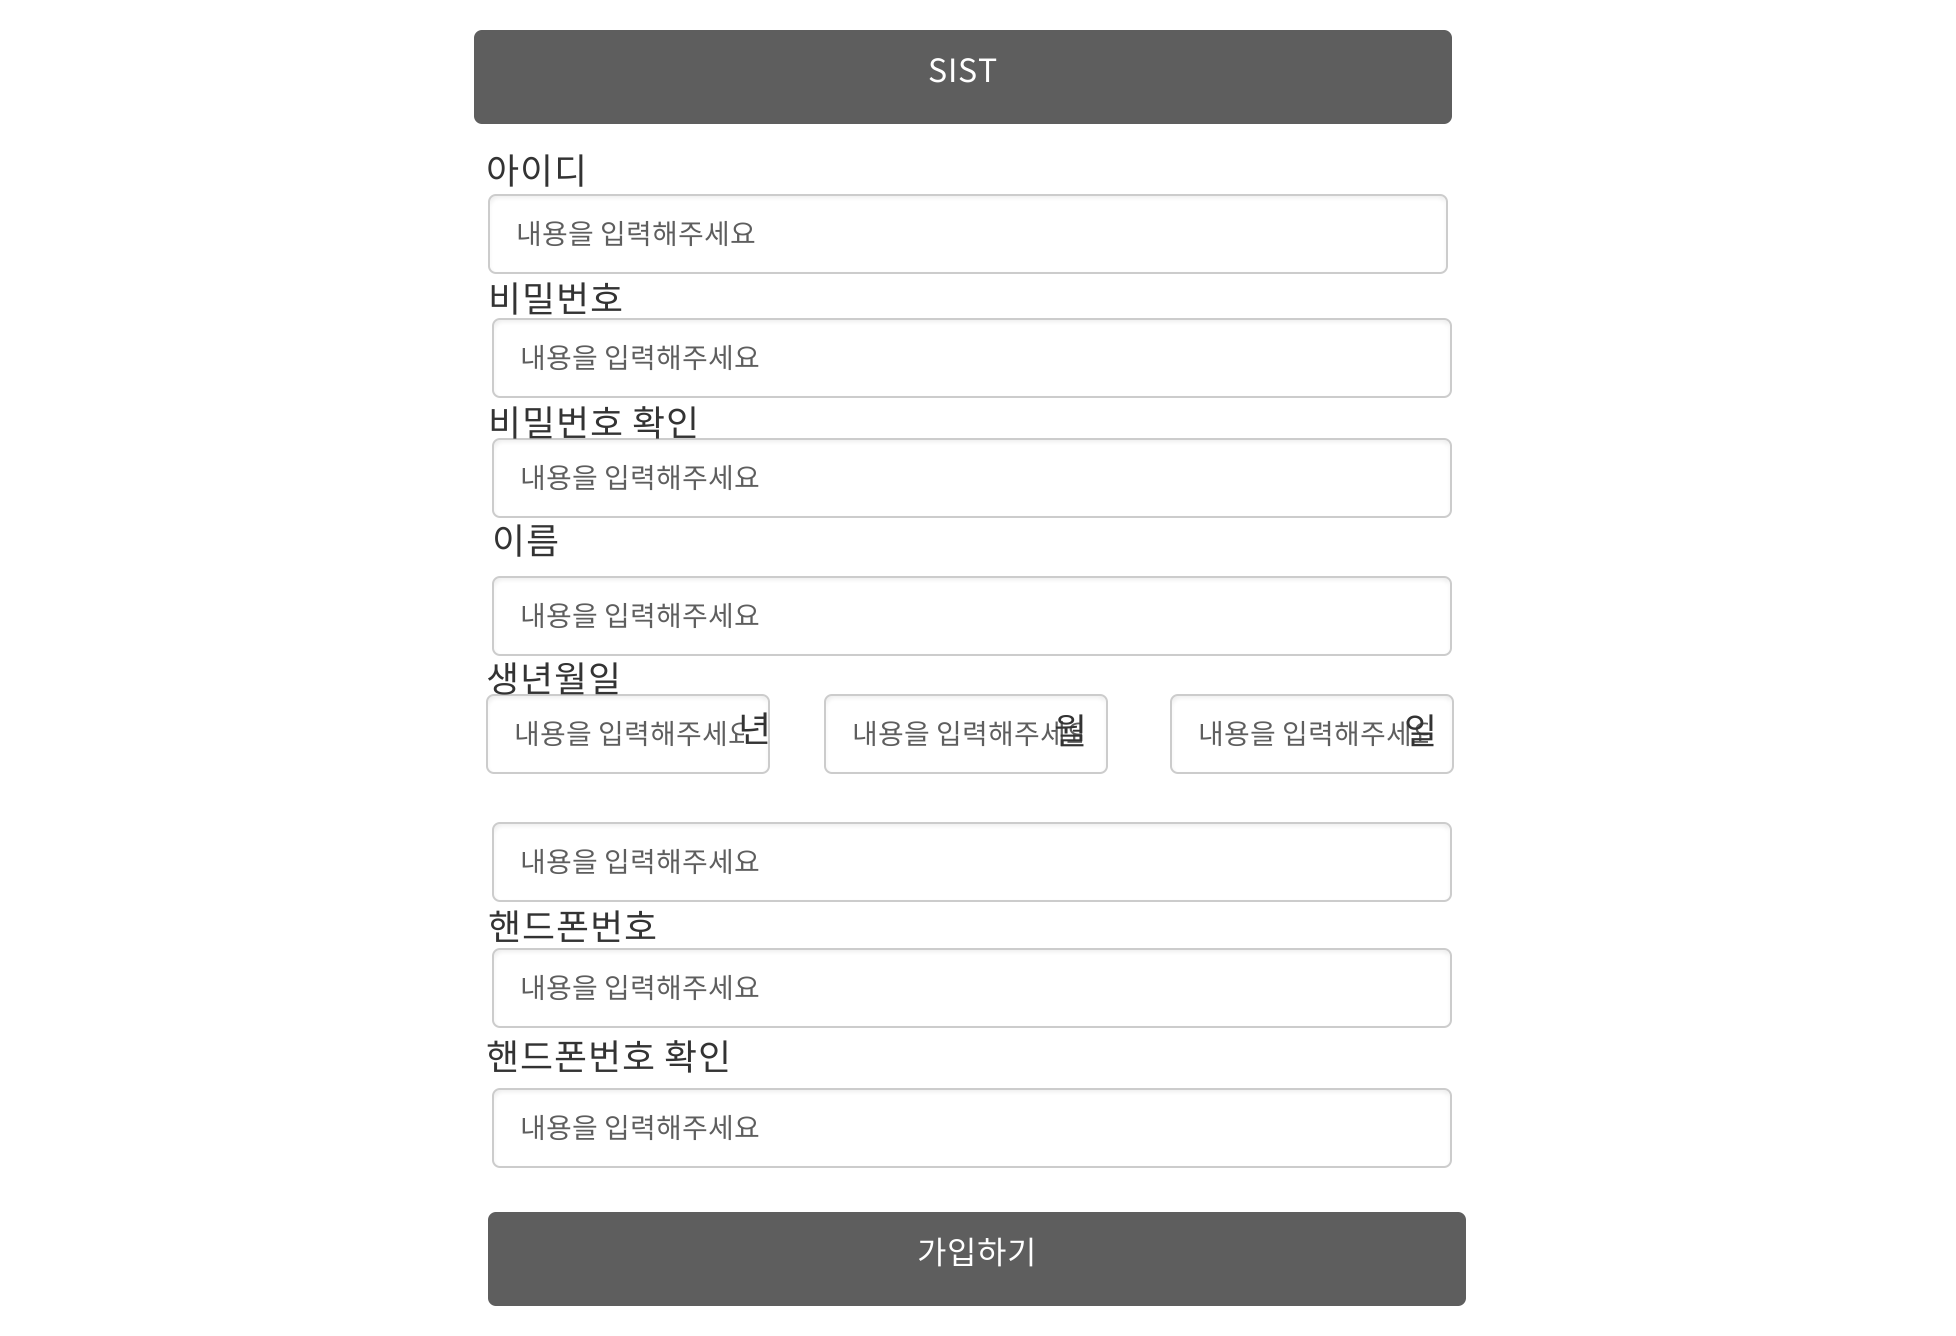 SIST
아이디
내용을 입력해주세요
비밀번호
내용을 입력해주세요
비밀번호 확인
내용을 입력해주세요
이름
내용을 입력해주세요
생년월일
내용을 입력해주세요 년 내용을 입력해주세요 월 내용을 입력해주세요 일
내용을 입력해주세요
핸드폰번호
내용을 입력해주세요
핸드폰번호 확인
내용을 입력해주세요
가입하기